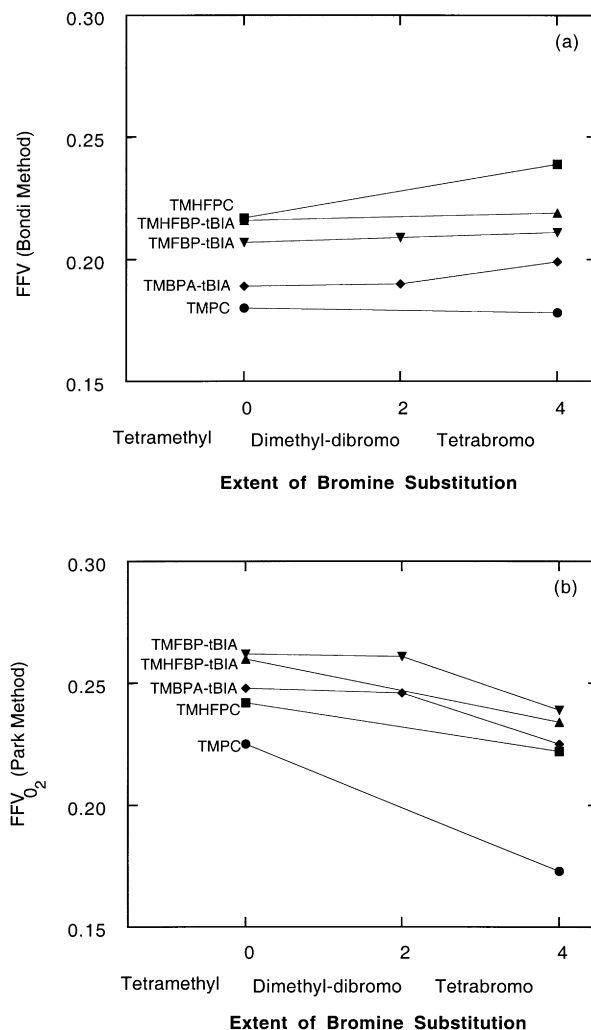 0.30
(a)
0.25
TMHFPC
TMHFBP-tBIA
TMFBP-tBIA
0.20
TMBPA-tBIA
TMPC
0.15
FFV (Bondi Method)
0 2 4
Tetramethyl Dimethyl-dibromo Tetrabromo
Extent of Bromine Substitution
0.30
(b)
TMFBP-tBIA
TMHFBP-tBIA
0.25
TMBPA-tBIA
TMHFPC
TMPC
0.20
0.15
FFVO2 (Park Method)
0 2 4
Tetramethyl Dimethyl-dibromo Tetrabromo
Extent of Bromine Substitution